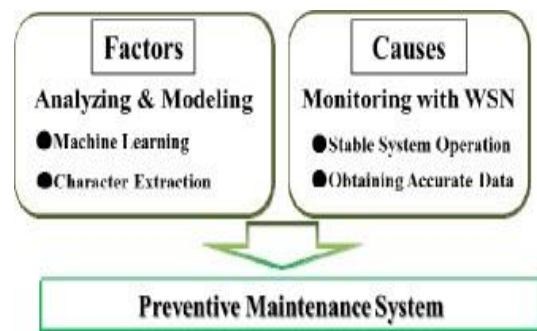 Factors
Analyzing & Modeling
●Machine Learning
●Character Extraction
Causes
Monitoring with WSN
●Stable System Operation
●Obtaining Accurate Data
Preventive Maintenance System